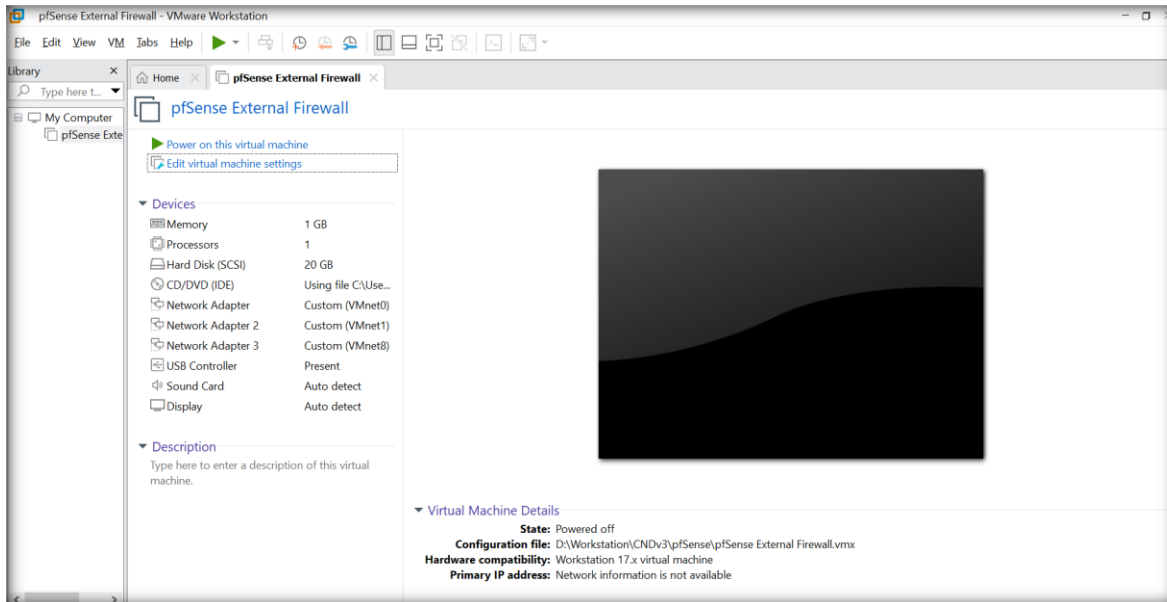 pfSense External Firewall - VMware Workstation
File Edit View VM Tabs Help
Library
Type here t...
My Computer
pfSense Exte
Home
pfSense External Firewall
pfSense External Firewall
Power on this virtual machine
Edit virtual machine settings
Devices
Memory 1 GB
Processors 1
Hard Disk (SCSI) 20 GB
CD/DVD (IDE) Using file C:\Use...
Network Adapter Custom (VMnet0)
Network Adapter 2 Custom (VMnet1)
Network Adapter 3 Custom (VMnet8)
USB Controller Present
Sound Card Auto detect
Display Auto detect
Description
Type here to enter a description of this virtual
machine.
Virtual Machine Details
State: Powered off
Configuration file: D:\Workstation\CNDv3\pfSense\pfSense External Firewall.vmx
Hardware compatibility: Workstation 17.x virtual machine
Primary IP address: Network information is not available